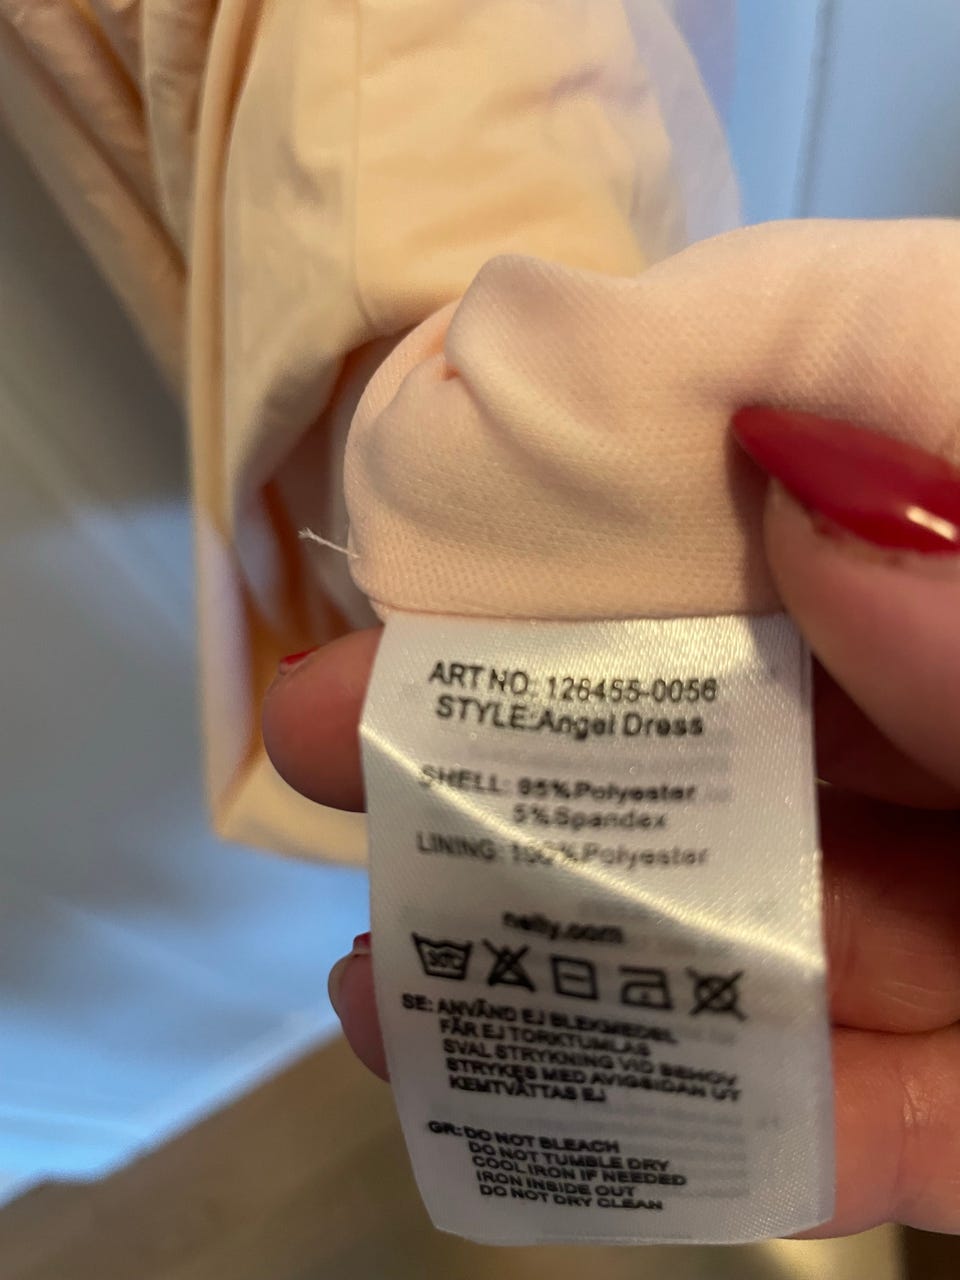 ART NO: 126455-0056
STYLE:Angel Dress
SHELL: 95%Polyester
5%Spandex
LINING: 100%Polyester
nelly.com
30°C
SE: ANVÄND EJ BLEKMEDEL
FÅR EJ TORKTUMLAS
SVAL STRYKNING VID BEHOV
STRYKES MED AVIGSIDAN UT
KEMTVÄTTAS EJ
GR: DO NOT BLEACH
DO NOT TUMBLE DRY
COOL IRON IF NEEDED
IRON INSIDE OUT
DO NOT DRY CLEAN